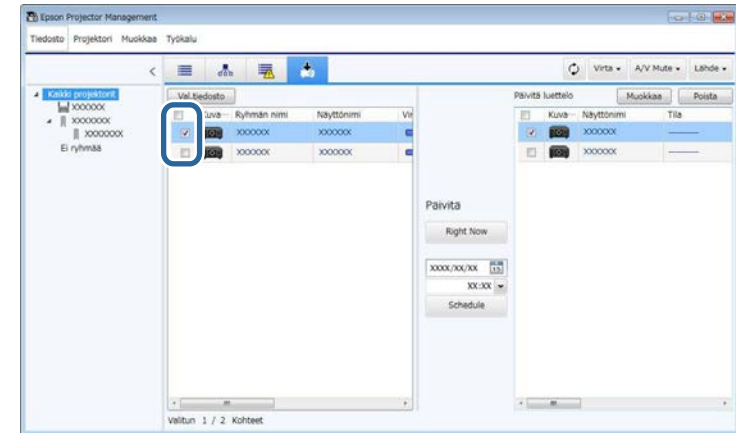 Epson Projector Management
Tiedosto Projektori Muokkaa Työkalu
< Virta A/V Mute Lähde
Kaikki projektorit
XXXXXX
XXXXXXX
XXXXXXX
Ei ryhmää
Val.tiedosto
Kuva··· Ryhmän nimi Näyttönimi Vir
XXXXXX XXXXXX
XXXXXX XXXXXX
Päivitä
Right Now
XXXX/XX/XX 15
XX:XX
Schedule
Päivitä luettelo Muokkaa Poista
Kuva··· Näyttönimi Tila
XXXXXX ———
XXXXXX ———
Valitun 1 / 2 Kohteet